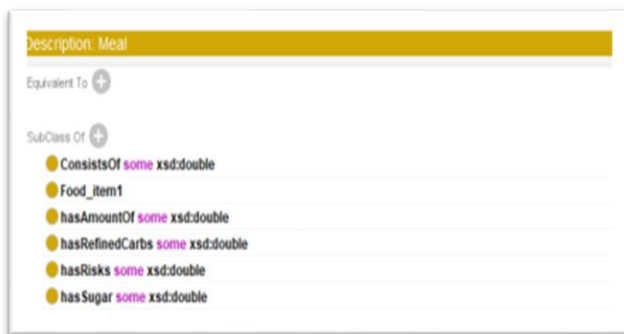 Description: Meal
Equivalent To
SubClass Of
ConsistsOf some xsd:double
Food_item1
hasAmountOf some xsd:double
hasRefinedCarbs some xsd:double
hasRisks some xsd:double
hasSugar some xsd:double